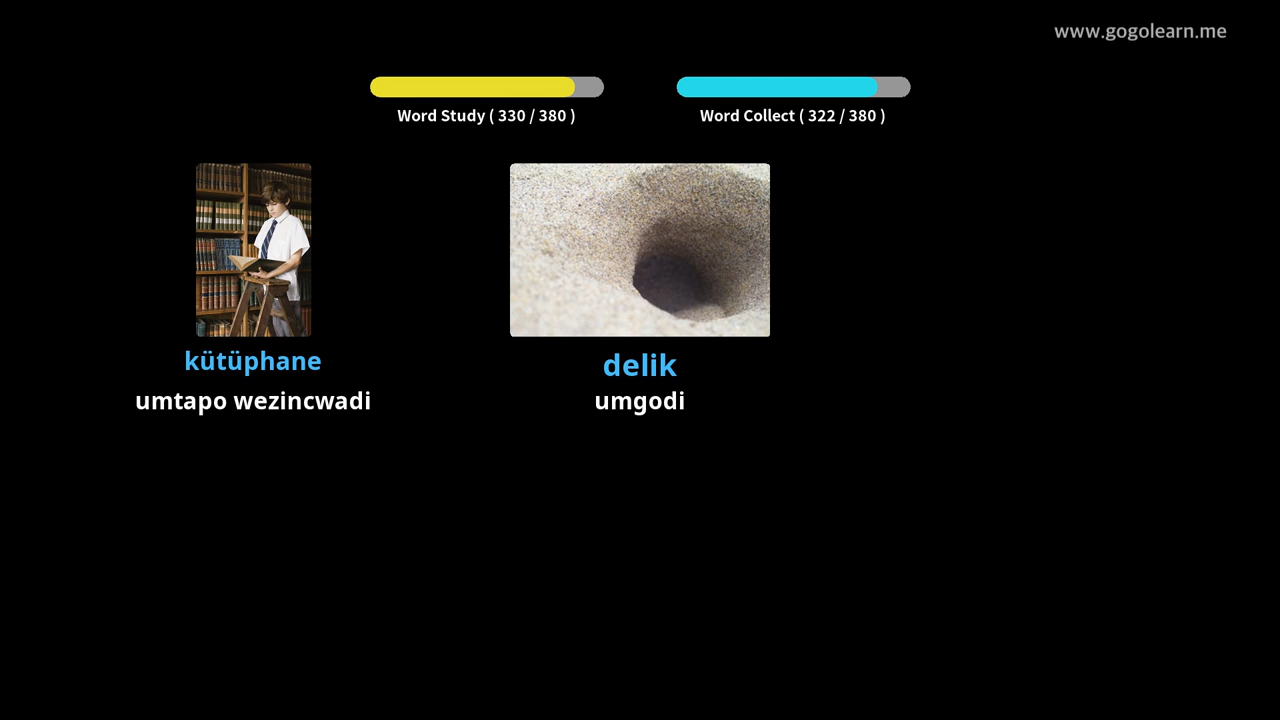 www.gogolearn.me
Word Study ( 330 / 380 )
Word Collect ( 322 / 380 )
kütüphane
umtapo wezincwadi
delik
umgodi